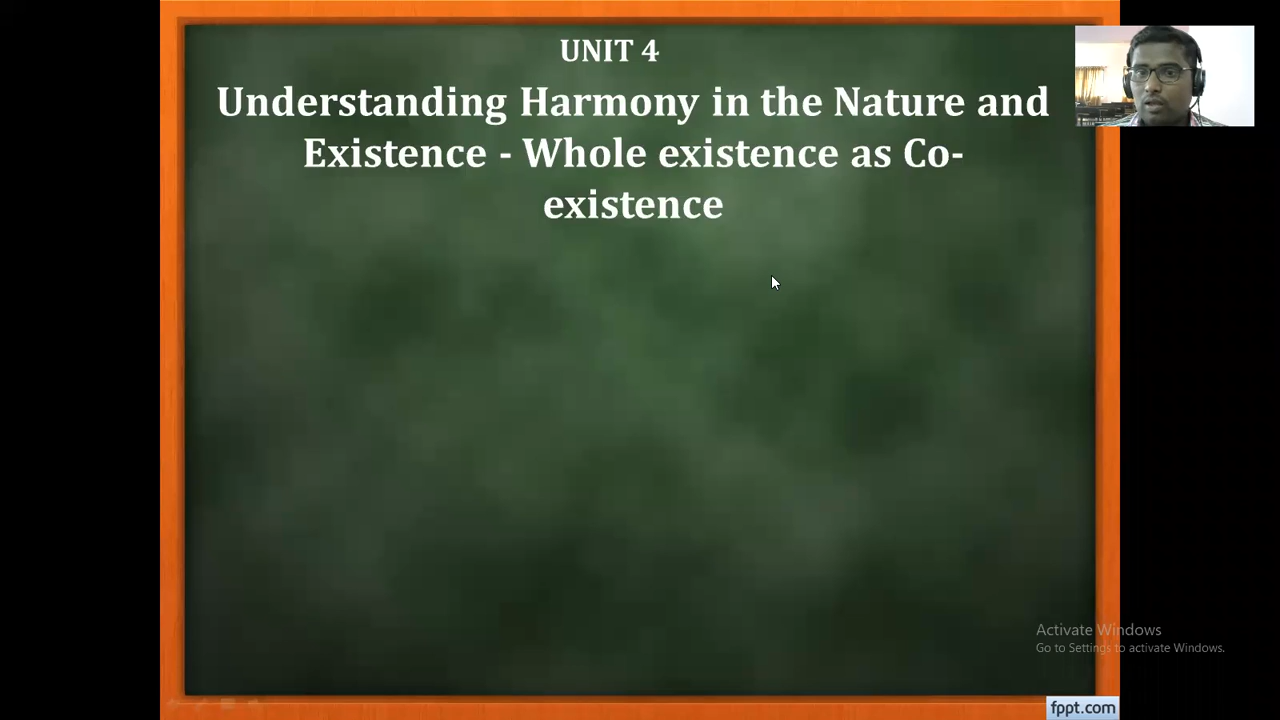 UNIT 4
Understanding Harmony in the Nature and
Existence - Whole existence as Co-
existence
Activate Windows
Go to Settings to activate Windows.
fppt.com